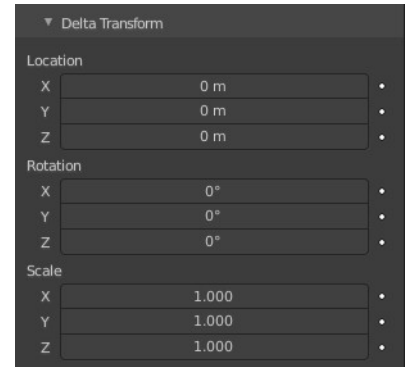 Delta Transform
Location
X 0 m
Y 0 m
Z 0 m
Rotation
X 0°
Y 0°
Z 0°
Scale
X 1.000
Y 1.000
Z 1.000